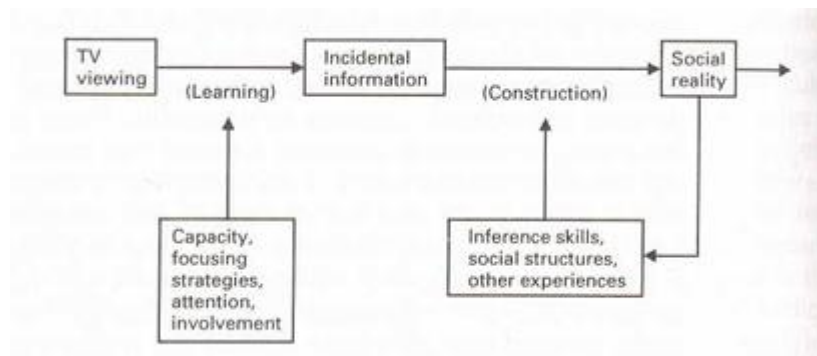 TV
viewing
(Learning)
Incidental
information
(Construction)
Social
reality
Capacity,
focusing
strategies,
attention,
involvement
Inference skills,
social structures,
other experiences